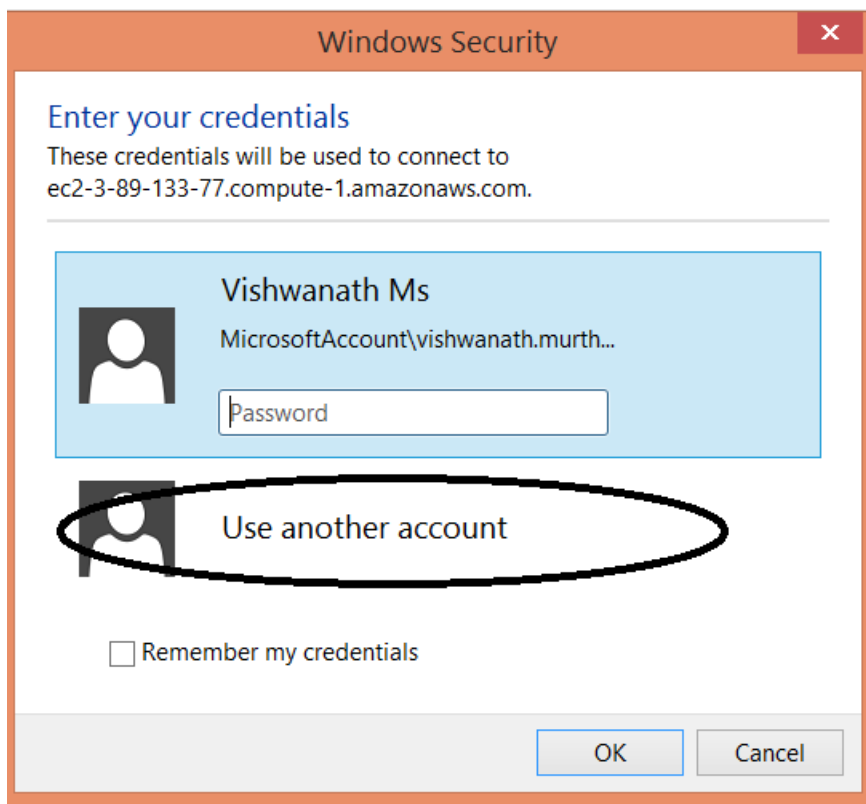 Windows Security
Enter your credentials
These credentials will be used to connect to
ec2-3-89-133-77.compute-1.amazonaws.com.
Vishwanath Ms
MicrosoftAccount\vishwanath.murth...
Password
Use another account
Remember my credentials
OK
Cancel